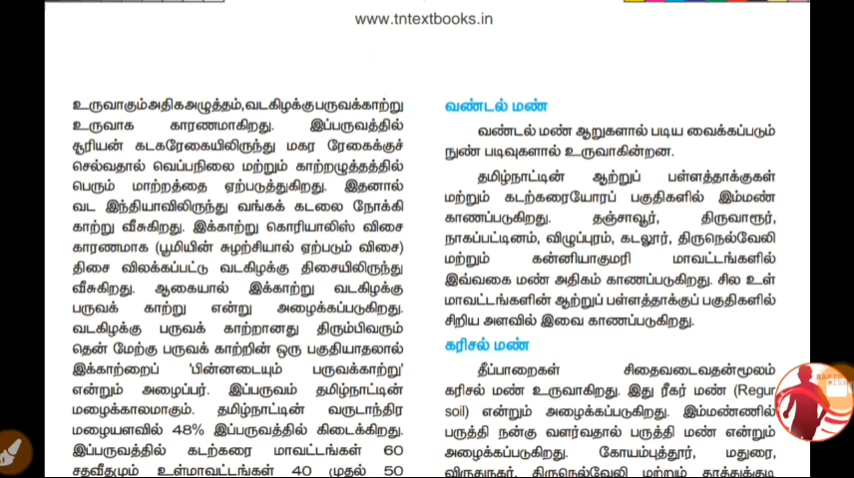 www.tntextbooks.in
உருவாகும் அதிக அழுத்தம், வடகிழக்கு பருவக்காற்று
உருவாக காரணமாகிறது. இப்பருவத்தில்
சூரியன் கடகரேகையிலிருந்து மகர ரேகைக்குச்
செல்வதால் வெப்பநிலை மற்றும் காற்றழுத்தத்தில்
பெரும் மாற்றத்தை ஏற்படுத்துகிறது. இதனால்
வட இந்தியாவிலிருந்து வங்கக் கடலை நோக்கி
காற்று வீசுகிறது. இக்காற்று கொரியாலிஸ் விசை
காரணமாக (பூமியின் சுழற்சியால் ஏற்படும் விசை)
திசை விலக்கப்பட்டு வடகிழக்கு திசையிலிருந்து
வீசுகிறது. ஆகையால் இக்காற்று வடகிழக்கு
பருவக் காற்று என்று அழைக்கப்படுகிறது.
வடகிழக்கு பருவக் காற்றானது திரும்பிவரும்
தென் மேற்கு பருவக் காற்றின் ஒரு பகுதியாதலால்
இக்காற்றைப் 'பின்னடையும் பருவக்காற்று'
என்றும் அழைப்பர். இப்பருவம் தமிழ்நாட்டின்
மழைக்காலமாகும். தமிழ்நாட்டின் வருடாந்திர
மழையளவில் 48% இப்பருவத்தில் கிடைக்கிறது.
இப்பருவத்தில் கடற்கரை மாவட்டங்கள் 60
சதவீதமும் உள்மாவட்டங்கள் 40 முதல் 50
வண்டல் மண்
வண்டல் மண் ஆறுகளால் படிய வைக்கப்படும்
நுண் படிவுகளால் உருவாகின்றன.
தமிழ்நாட்டின் ஆற்றுப் பள்ளத்தாக்குகள்
மற்றும் கடற்கரையோரப் பகுதிகளில் இம்மண்
காணப்படுகிறது. தஞ்சாவூர், திருவாரூர்,
நாகப்பட்டினம், விழுப்புரம், கடலூர், திருநெல்வேலி
மற்றும் கன்னியாகுமரி மாவட்டங்களில்
இவ்வகை மண் அதிகம் காணப்படுகிறது. சில உள்
மாவட்டங்களின் ஆற்றுப் பள்ளத்தாக்குப் பகுதிகளில்
சிறிய அளவில் இவை காணப்படுகிறது.
கரிசல் மண்
தீப்பாறைகள் சிதைவடைவதன்மூலம்
கரிசல் மண் உருவாகிறது. இது ரீகர் மண் (Regur
soil) என்றும் அழைக்கப்படுகிறது. இம்மண்ணில்
பருத்தி நன்கு வளர்வதால் பருத்தி மண் என்றும்
அழைக்கப்படுகிறது. கோயம்புத்தூர், மதுரை,
விருதுநகர், திருநெல்வேலி மற்றும் தூத்துக்குடி